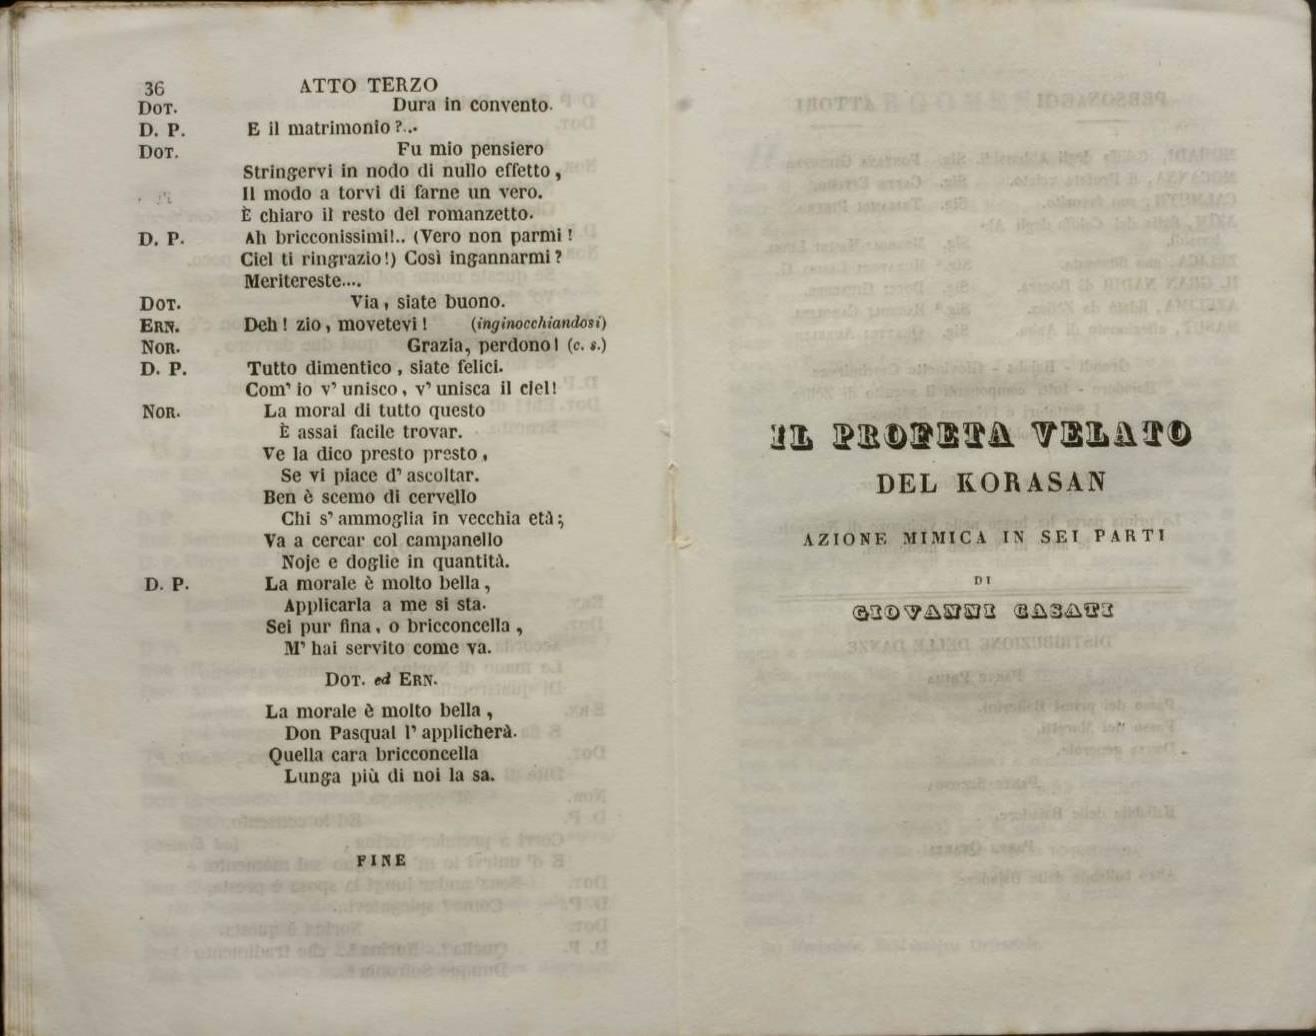 36 ATTO TERZO
DOT. Dura in convento.
D. P. E il matrimonio?...
DOT. Fu mio pensiero
Stringervi in nodo di nullo effetto,
Il modo a torvi di farne un vero.
È chiaro il resto del romanzetto.
D. P. Ah bricconissimi!.. (Vero non parmi!
Ciel ti ringrazio!) Così ingannarmi?
Meritereste....
DOT. Via, siate buono.
ERN. Deh! zio, movetevi! (inginocchiandosi)
NOR. Grazia, perdono! (c. s.)
D. P. Tutto dimentico, siate felici.
Com' io v' unisco, v' unisca il ciel!
NOR. La moral di tutto questo
È assai facile trovar.
Ve la dico presto presto,
Se vi piace d' ascoltar.
Ben è scemo di cervello
Chi s' ammoglia in vecchia età;
Va a cercar col campanello
Noje e doglie in quantità.
D. P. La morale è molto bella,
Applicarla a me si sta.
Sei pur fina, o bricconcella,
M' hai servito come va.
DOT. ed ERN.
La morale è molto bella,
Don Pasqual l' applicherà.
Quella cara bricconcella
Lunga più di noi la sa.
FINE
IL PROFETA VELATO
DEL KORASAN
AZIONE MIMICA IN SEI PARTI
DI
GIOVANNI CASATI